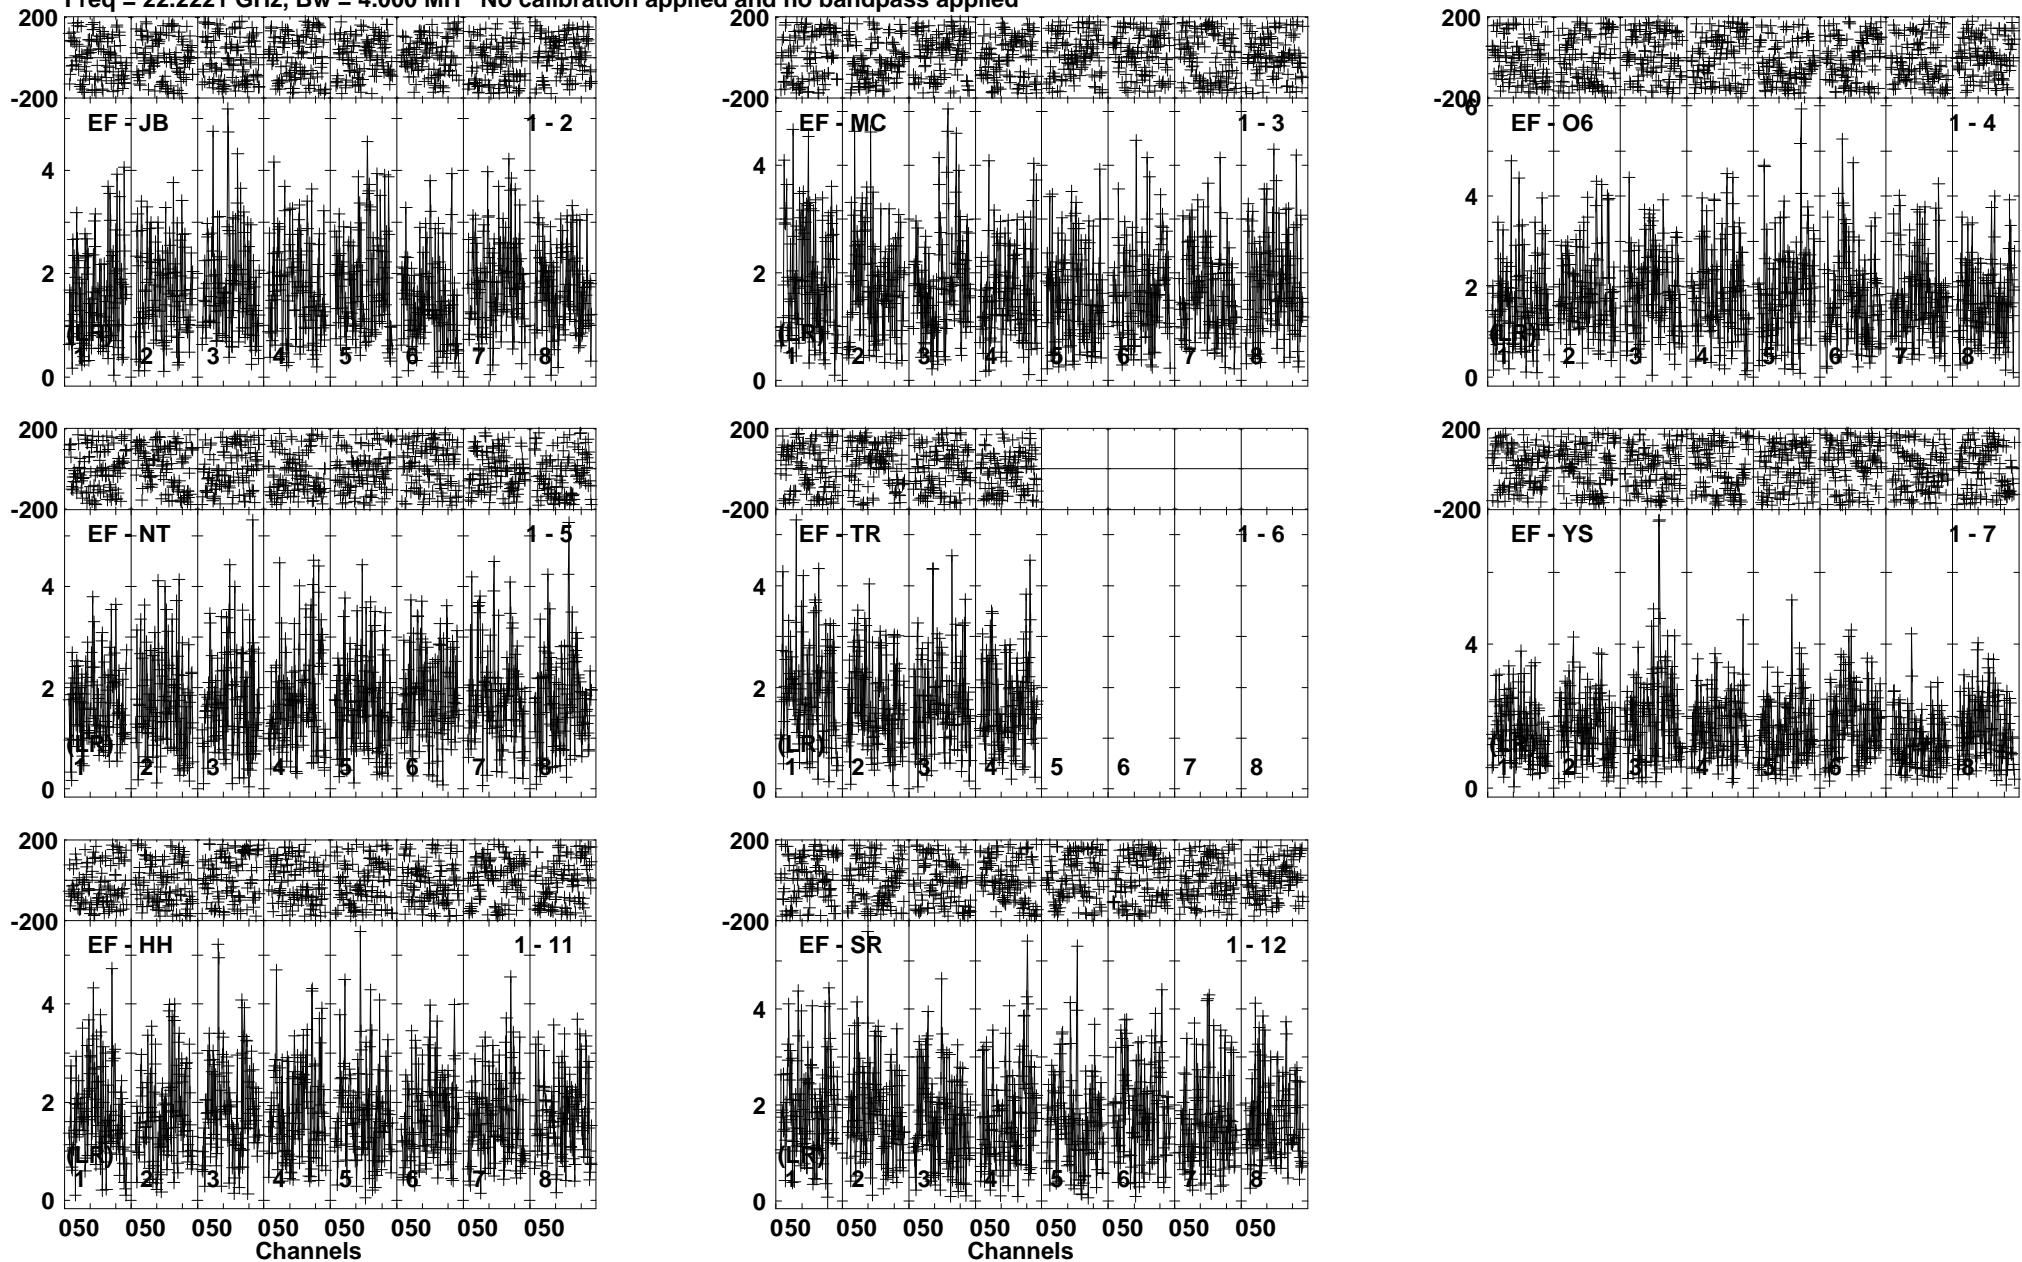 Freq = 22.2221 GHz, Bw = 4.000 MH No calibration applied and no bandpass applied
200 200 200
-200 -200 -200
EF - JB 1 - 2 EF - MC 1 - 3 EF - O6 1 - 4
6
4 4 4
2 2 2
(LR) (LR) (LR)
1 2 3 4 5 6 7 8 1 2 3 4 5 6 7 8 1 2 3 4 5 6 7 8
0 0 0
200 200 200
-200 -200 -200
EF - NT 1 - 5 EF - TR 1 - 6 EF - YS 1 - 7
4 4 4
2 2
(LR) (LR) (LR)
1 2 3 4 5 6 7 8 1 2 3 4 5 6 7 8 1 2 3 4 5 6 7 8
0 0 0
200 200
-200 -200
EF - HH 1 - 11 EF - SR 1 - 12
4 4
2 2
(LR) (LR)
1 2 3 4 5 6 7 8 1 2 3 4 5 6 7 8
0 0
050 050 050 050 050 050 050 050 050 050 050 050 050 050 050 050
Channels Channels